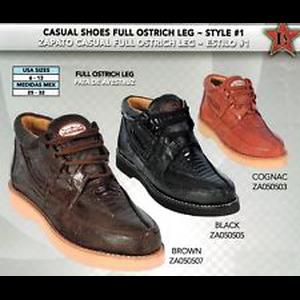 CASUAL SHOES FULL OSTRICH LEG ~ STYLE #1
ZAPATO CASUAL FULL OSTRICH LEG ~ ESTILO #1
USA SIZES
6 - 13
MEDIDAS MEX
25 - 32
FULL OSTRICH LEG
PATA DE AVESTRUZ
COGNAC
ZA050503
BLACK
ZA050505
BROWN
ZA050507